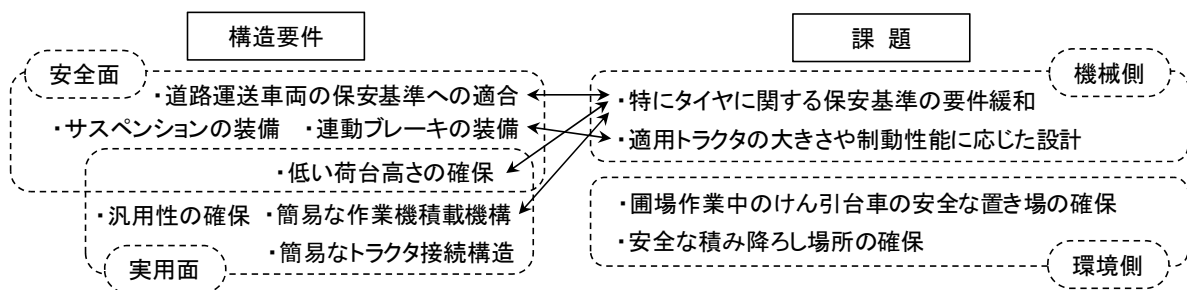 構造要件
課 題
安全面
機械側
・道路運送車両の保安基準への適合
・サスペンションの装備 ・連動ブレーキの装備
・低い荷台高さの確保
・汎用性の確保 ・簡易な作業機積載機構
・簡易なトラクタ接続構造
実用面
・特にタイヤに関する保安基準の要件緩和
・適用トラクタの大きさや制動性能に応じた設計
・圃場作業中のけん引台車の安全な置き場の確保
・安全な積み降ろし場所の確保
環境側